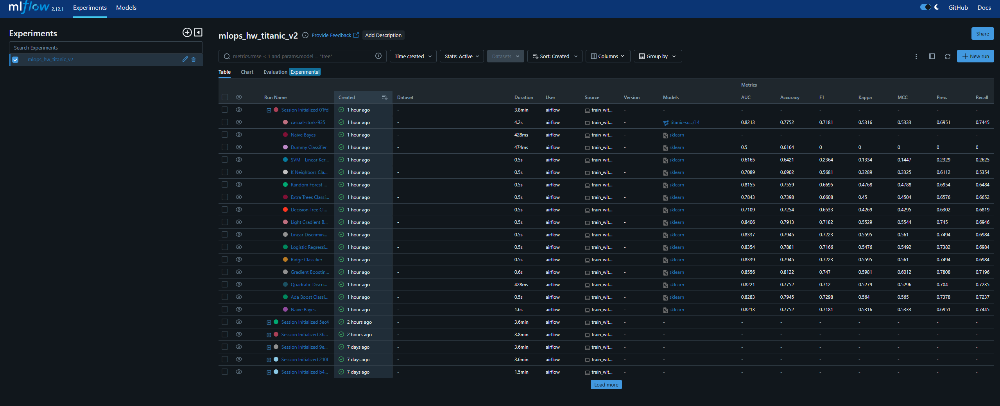 mlflow 2.12.1 Experiments Models GitHub Docs
Experiments
Search Experiments
mlops_hw_titanic_v2
mlops_hw_titanic_v2 Provide Feedback Add Description Share
metrics.rmse < 1 and params.model = "tree" Time created State: Active Datasets Sort: Created Columns Group by New run
Table Chart Evaluation Experimental
Metrics
Run Name Created Dataset Duration User Source Version Models AUC Accuracy F1 Kappa MCC Prec. Recall
Session Initialized 01fd 1 hour ago - 3.8min airflow train_wit... - - - - - - - - -
casual-stork-935 1 hour ago - 4.2s airflow train_wit... - titanic-su.../14 0.8213 0.7752 0.7181 0.5316 0.5333 0.6951 0.7445
Naive Bayes 1 hour ago - 428ms airflow train_wit... - sklearn - - - - - - -
Dummy Classifier 1 hour ago - 474ms airflow train_wit... - sklearn 0.5 0.6164 0 0 0 0 0
SVM - Linear Ker... 1 hour ago - 0.5s airflow train_wit... - sklearn 0.6165 0.6421 0.2364 0.1334 0.1447 0.2329 0.2625
K Neighbors Cla... 1 hour ago - 0.5s airflow train_wit... - sklearn 0.7089 0.6902 0.5681 0.3289 0.3325 0.6112 0.5354
Random Forest ... 1 hour ago - 0.5s airflow train_wit... - sklearn 0.8155 0.7559 0.6695 0.4768 0.4788 0.6954 0.6484
Extra Trees Classi... 1 hour ago - 0.5s airflow train_wit... - sklearn 0.7843 0.7398 0.6608 0.45 0.4504 0.6576 0.6652
Decision Tree Cl... 1 hour ago - 0.5s airflow train_wit... - sklearn 0.7109 0.7254 0.6533 0.4269 0.4295 0.6302 0.6819
Light Gradient B... 1 hour ago - 0.5s airflow train_wit... - sklearn 0.8406 0.7913 0.7182 0.5529 0.5544 0.745 0.6946
Linear Discrimin... 1 hour ago - 0.5s airflow train_wit... - sklearn 0.8337 0.7945 0.7223 0.5595 0.561 0.7494 0.6984
Logistic Regressi... 1 hour ago - 0.5s airflow train_wit... - sklearn 0.8354 0.7881 0.7166 0.5476 0.5492 0.7382 0.6984
Ridge Classifier 1 hour ago - 0.5s airflow train_wit... - sklearn 0.8339 0.7945 0.7223 0.5595 0.561 0.7494 0.6984
Gradient Boostin... 1 hour ago - 0.6s airflow train_wit... - sklearn 0.8556 0.8122 0.747 0.5981 0.6012 0.7808 0.7196
Quadratic Discri... 1 hour ago - 428ms airflow train_wit... - sklearn 0.8221 0.7752 0.712 0.5279 0.5296 0.704 0.7235
Ada Boost Classi... 1 hour ago - 0.5s airflow train_wit... - sklearn 0.8283 0.7945 0.7298 0.564 0.565 0.7378 0.7237
Naive Bayes 1 hour ago - 1.6s airflow train_wit... - sklearn 0.8213 0.7752 0.7181 0.5316 0.5333 0.6951 0.7445
Session Initialized 5ec4 2 hours ago - 3.6min airflow train_wit... - - - - - - - - -
Session Initialized 36... 2 hours ago - 3.8min airflow train_wit... - - - - - - - - -
Session Initialized 9e... 7 days ago - 3.6min airflow train_wit... - - - - - - - - -
Session Initialized 210f 7 days ago - 3.6min airflow train_wit... - - - - - - - - -
Session Initialized b4... 7 days ago - 1.5min airflow train_wit... - - - - - - - - -
Load more